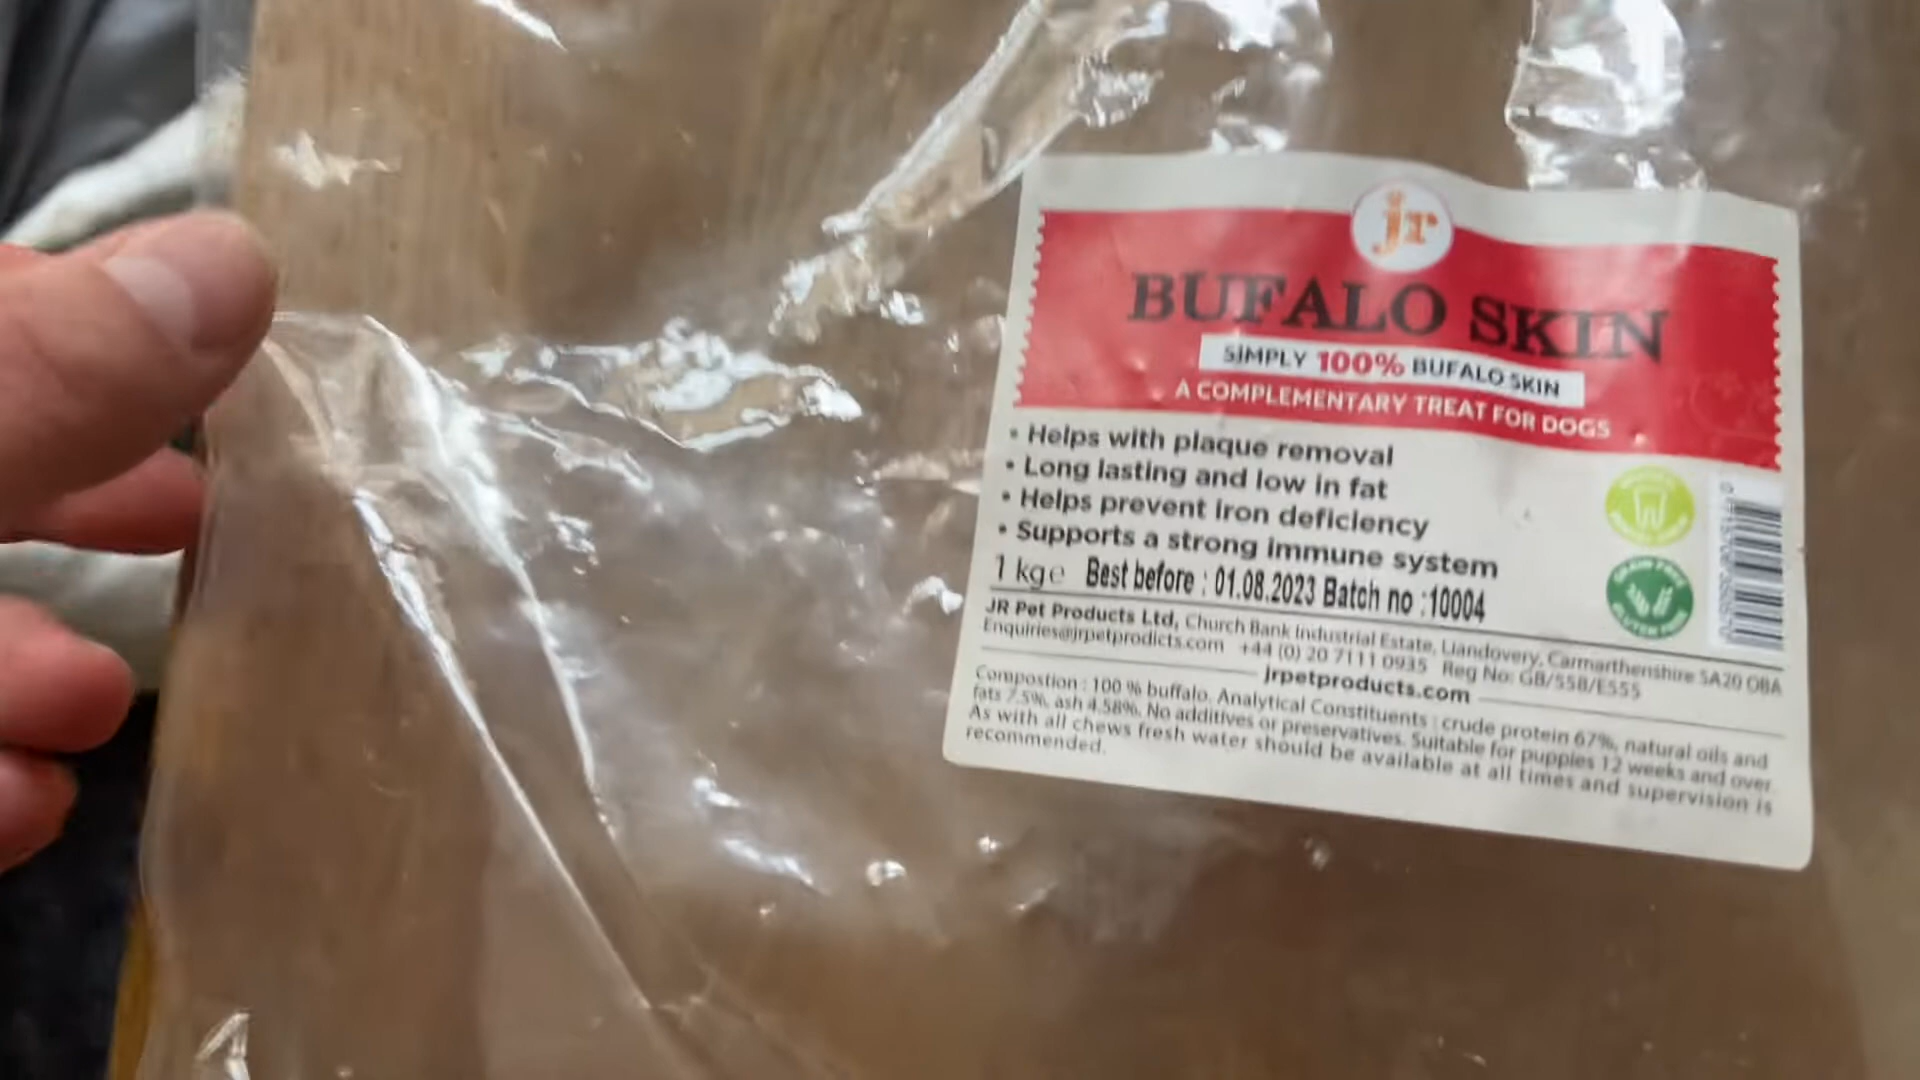 jr
BUFALO SKIN
SIMPLY 100% BUFALO SKIN
A COMPLEMENTARY TREAT FOR DOGS
• Helps with plaque removal
• Long lasting and low in fat
• Helps prevent iron deficiency
• Supports a strong immune system
1 kg e Best before : 01.08.2023 Batch no :10004
JR Pet Products Ltd, Church Bank Industrial Estate, Llandovery, Carmarthenshire SA20 0BA
Enquiries@jrpetprodicts.com +44 (0) 20 7111 0935 Reg No: GB/558/E555
Jrpetproducts.com
Compostion : 100 % buffalo. Analytical Constituents : crude protein 67%, natural oils and
fats 7.5%, ash 4.58%. No additives or preservatives. Suitable for puppies 12 weeks and over.
As with all chews fresh water should be available at all times and supervision is
recommended.
GRAIN FREE
GLUTEN FREE